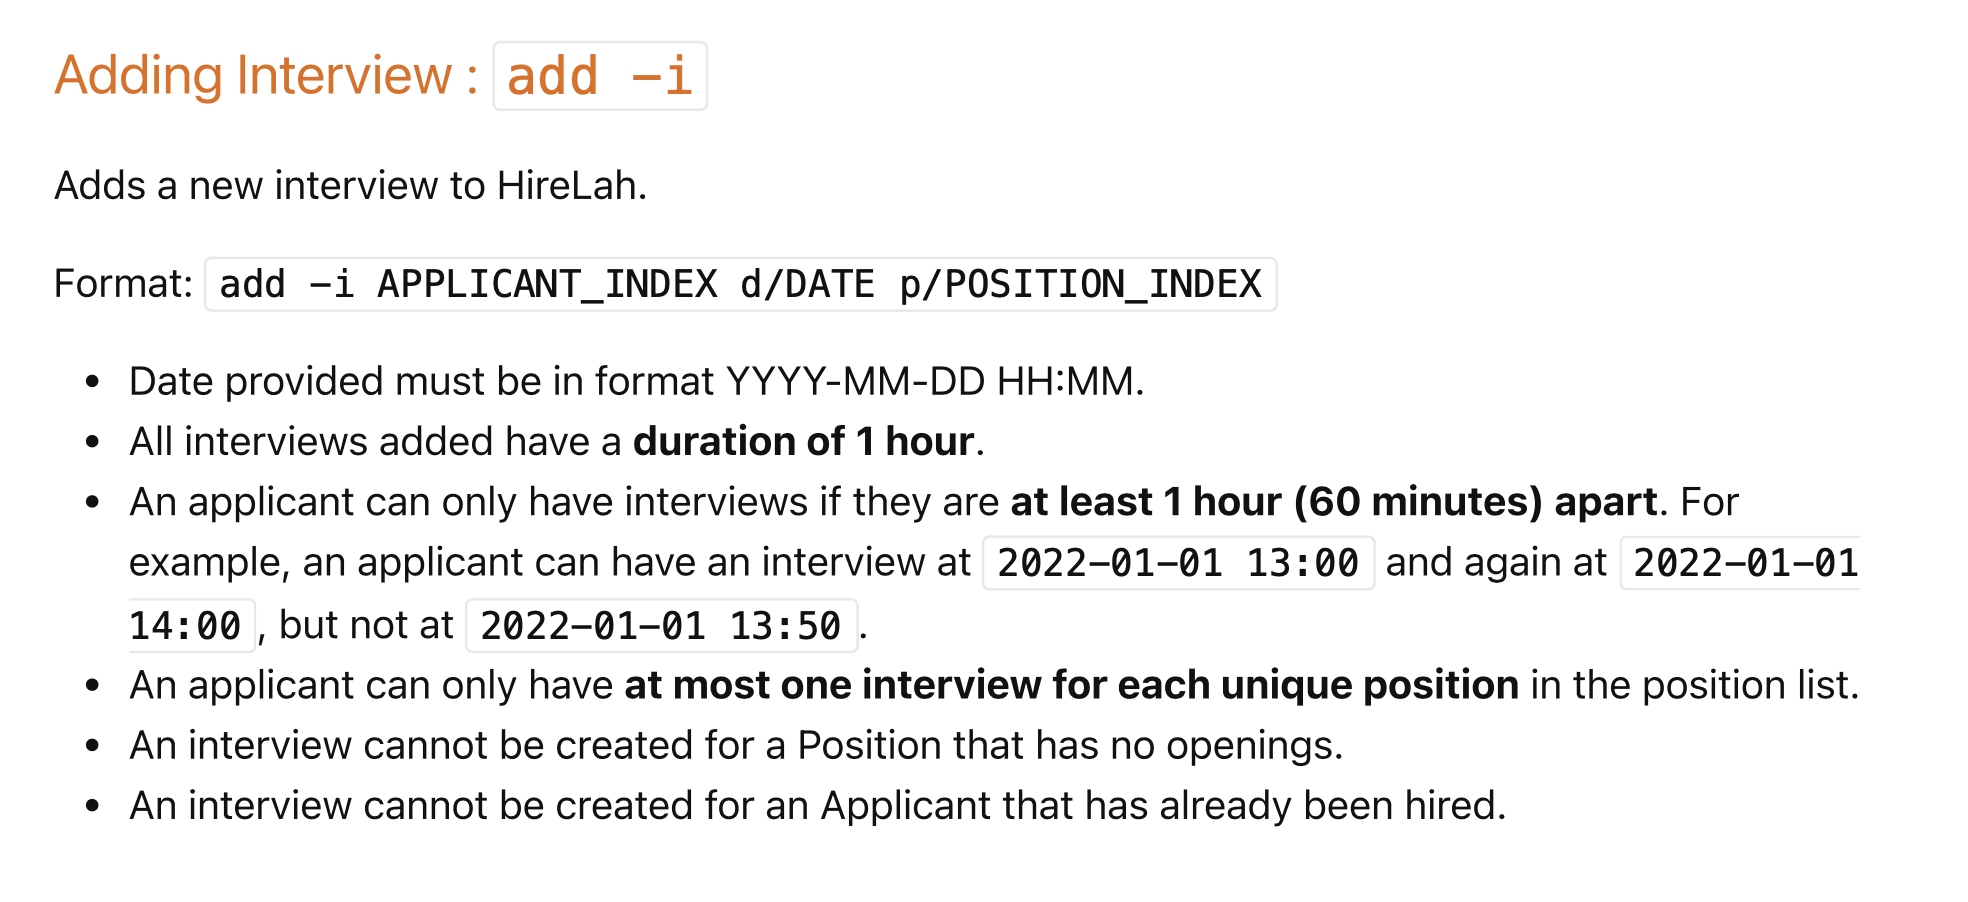 Adding Interview : add -i
Adds a new interview to HireLah.
Format: add -i APPLICANT_INDEX d/DATE p/POSITION_INDEX
• Date provided must be in format YYYY-MM-DD HH:MM.
• All interviews added have a duration of 1 hour.
• An applicant can only have interviews if they are at least 1 hour (60 minutes) apart. For
example, an applicant can have an interview at 2022-01-01 13:00 and again at 2022-01-01
14:00 , but not at 2022-01-01 13:50 .
• An applicant can only have at most one interview for each unique position in the position list.
• An interview cannot be created for a Position that has no openings.
• An interview cannot be created for an Applicant that has already been hired.